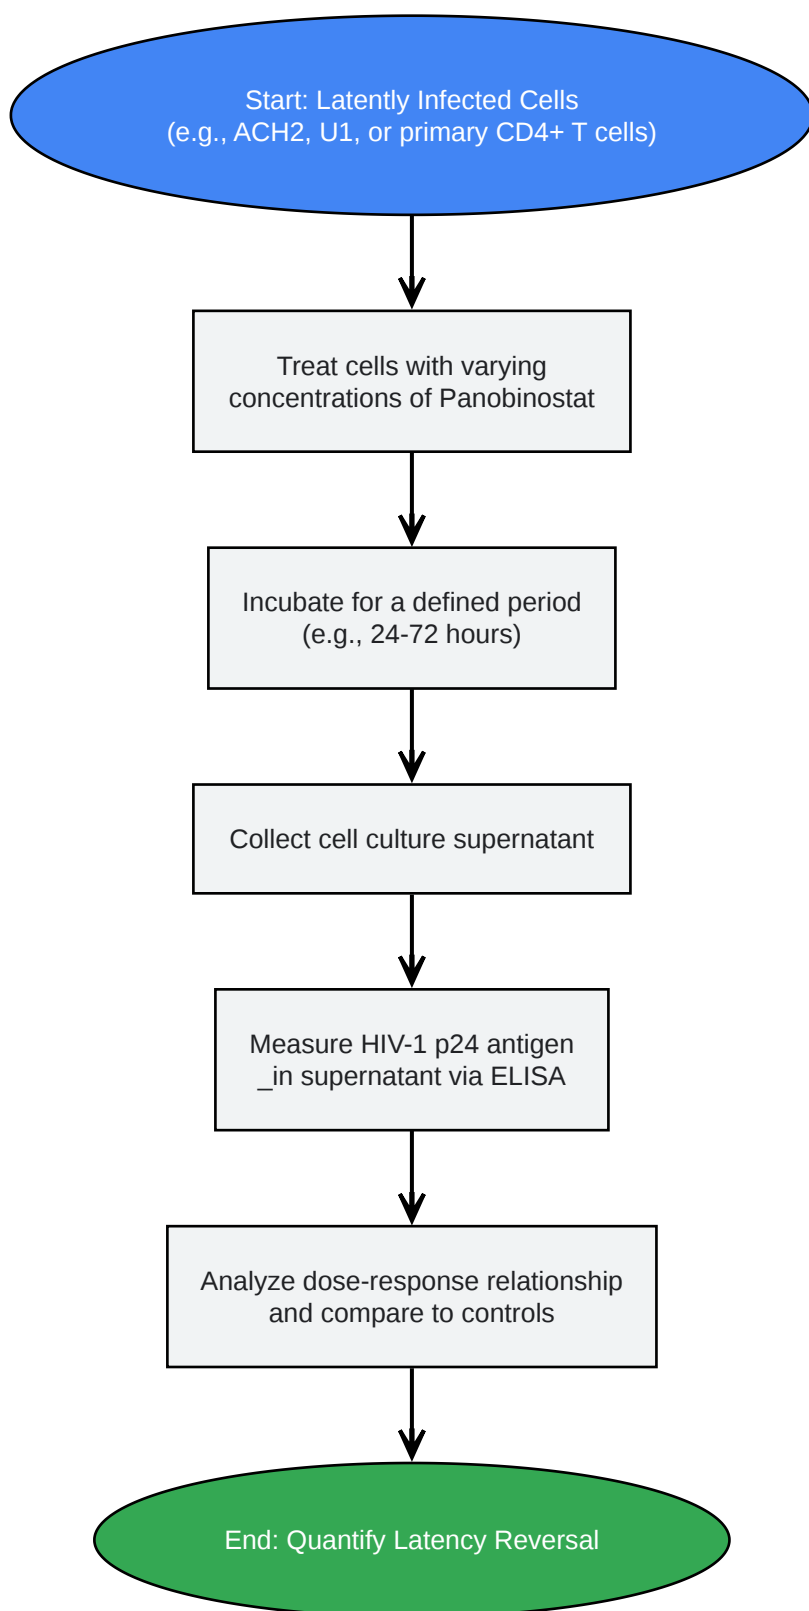 Start: Latently Infected Cells
(e.g., ACH2, U1, or primary CD4+ T cells)
Treat cells with varying
concentrations of Panobinostat
Incubate for a defined period
(e.g., 24-72 hours)
Collect cell culture supernatant
Measure HIV-1 p24 antigen
_in supernatant via ELISA
Analyze dose-response relationship
and compare to controls
End: Quantify Latency Reversal